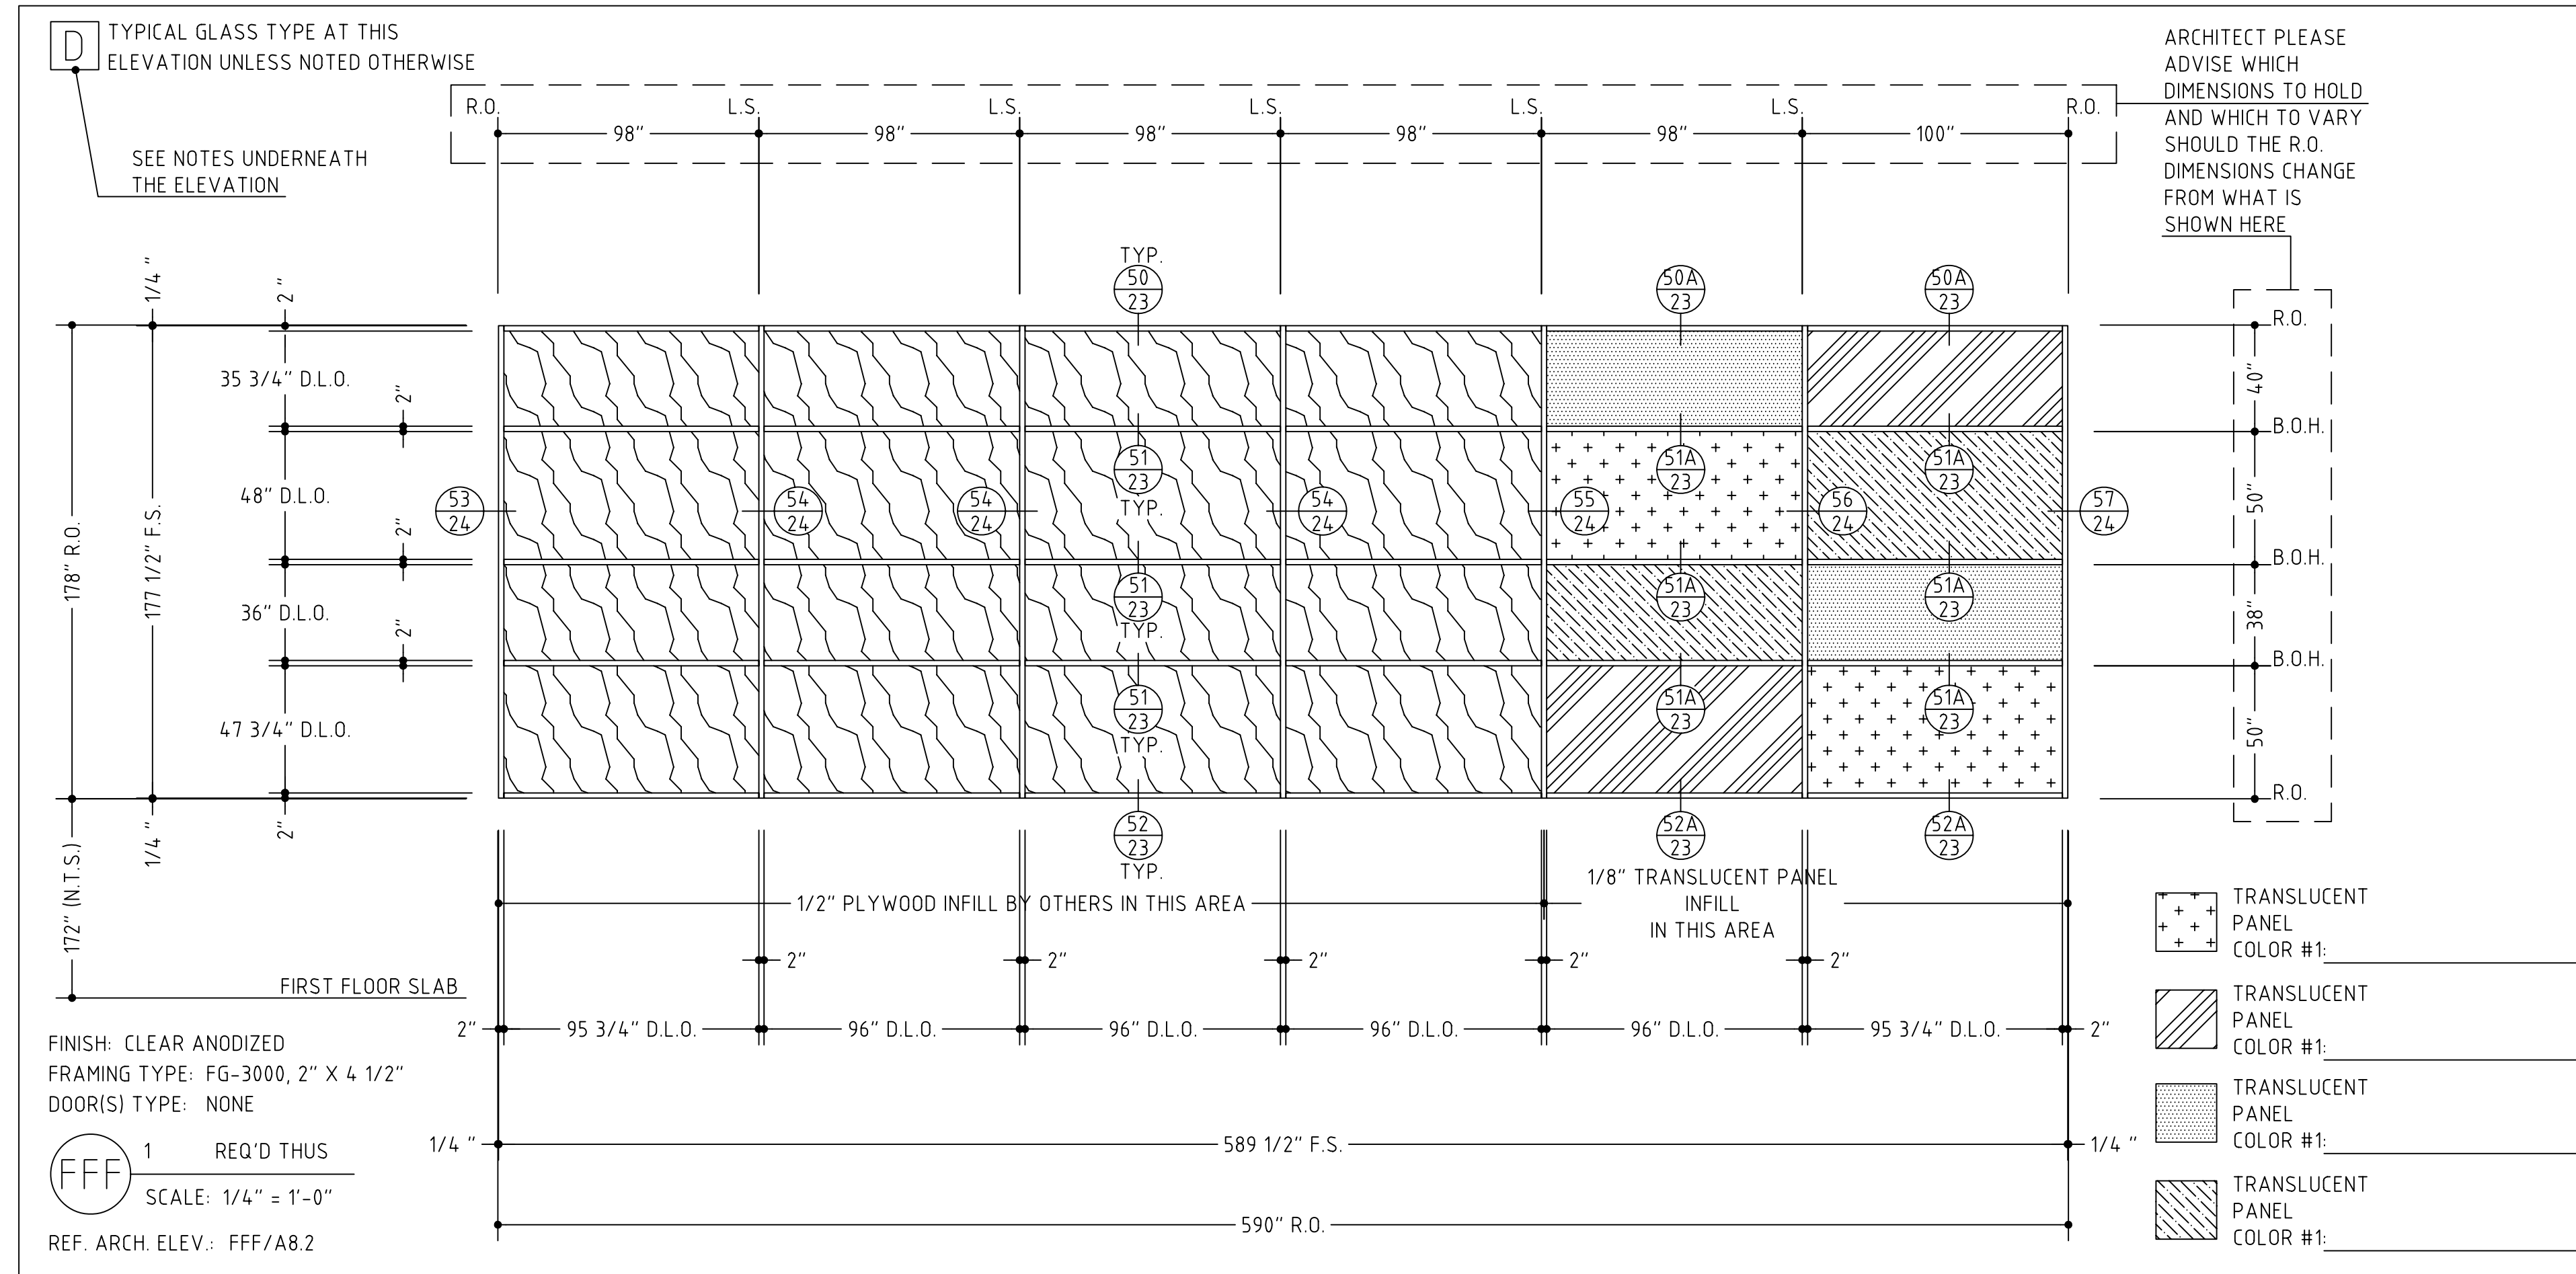 D
TYPICAL GLASS TYPE AT THIS
ELEVATION UNLESS NOTED OTHERWISE
SEE NOTES UNDERNEATH
THE ELEVATION
R.O. L.S. L.S. L.S. L.S. L.S. R.O.
98" 98" 98" 98" 98" 100"
ARCHITECT PLEASE
ADVISE WHICH
DIMENSIONS TO HOLD
AND WHICH TO VARY
SHOULD THE R.O.
DIMENSIONS CHANGE
FROM WHAT IS
SHOWN HERE
178" R.O.
172" (N.T.S.)
1/4 "
177 1/2" F.S.
1/4 "
2 "
35 3/4" D.L.O.
2"
48" D.L.O.
2"
36" D.L.O.
2"
47 3/4" D.L.O.
2"
FIRST FLOOR SLAB
TYP.
50
23
50A
23
50A
23
51
23
TYP.
51A
23
51A
23
53
24
54
24
54
24
54
24
55
24
56
24
57
24
51
23
TYP.
51A
23
51A
23
51
23
TYP.
51A
23
51A
23
52
23
TYP.
52A
23
52A
23
R.O.
40"
B.O.H.
50"
B.O.H.
38"
B.O.H.
50"
R.O.
1/2" PLYWOOD INFILL BY OTHERS IN THIS AREA
1/8" TRANSLUCENT PANEL
INFILL
IN THIS AREA
2" 2" 2" 2" 2"
2" 95 3/4" D.L.O. 96" D.L.O. 96" D.L.O. 96" D.L.O. 96" D.L.O. 95 3/4" D.L.O. 2"
1/4 " 589 1/2" F.S. 1/4 "
590" R.O.
FINISH: CLEAR ANODIZED
FRAMING TYPE: FG-3000, 2" X 4 1/2"
DOOR(S) TYPE: NONE
FFF
1 REQ'D THUS
SCALE: 1/4" = 1'-0"
REF. ARCH. ELEV.: FFF/A8.2
TRANSLUCENT
PANEL
COLOR #1:
TRANSLUCENT
PANEL
COLOR #1:
TRANSLUCENT
PANEL
COLOR #1:
TRANSLUCENT
PANEL
COLOR #1: